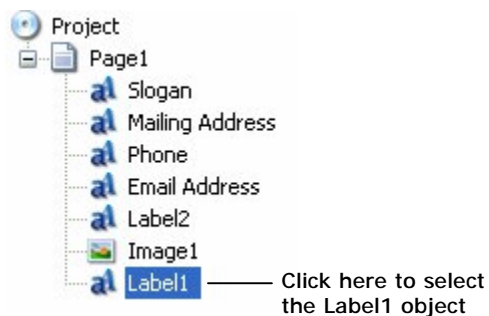 Project
Page1
Slogan
Mailing Address
Phone
Email Address
Label2
Image1
Label1
Click here to select
the Label1 object